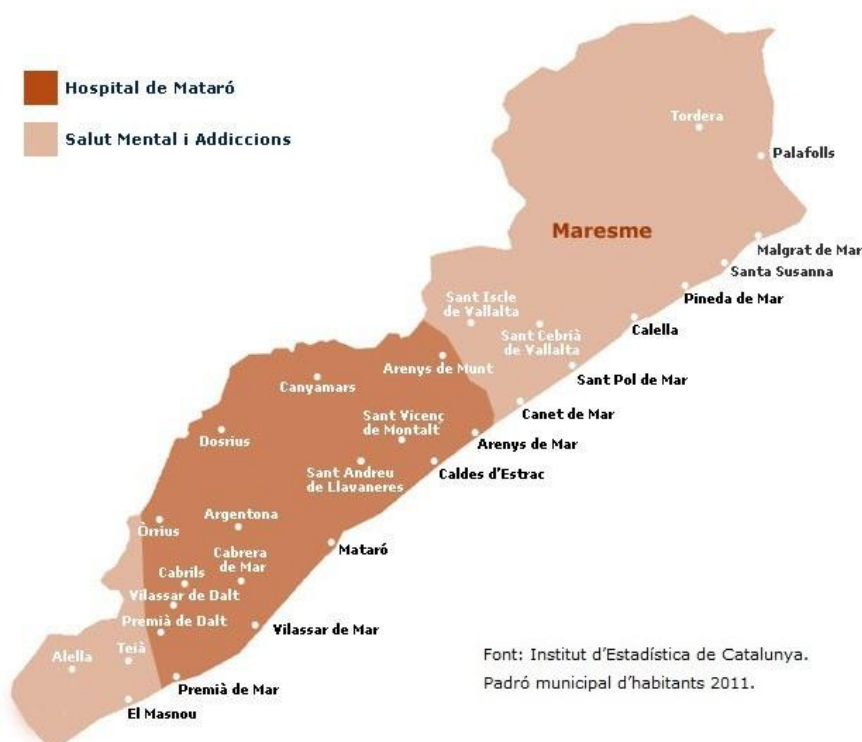 Hospital de Mataró
Salut Mental i Addiccions
Tordera
Palafolls
Maresme
Malgrat de Mar
Santa Susanna
Pineda de Mar
Sant Iscle
de Vallalta
Calella
Sant Cebrià
de Vallalta
Arenys de Munt
Sant Pol de Mar
Canyamars
Canet de Mar
Sant Vicenç
de Montalt
Dosrius
Arenys de Mar
Sant Andreu
de Llavaneres
Caldes d'Estrac
Argentona
Òrrius
Mataró
Cabrera
de Mar
Cabrils
Vilassar de Dalt
Premià de Dalt
Vilassar de Mar
Teià
Alella
Premià de Mar
El Masnou
Font: Institut d'Estadística de Catalunya.
Padró municipal d'habitants 2011.